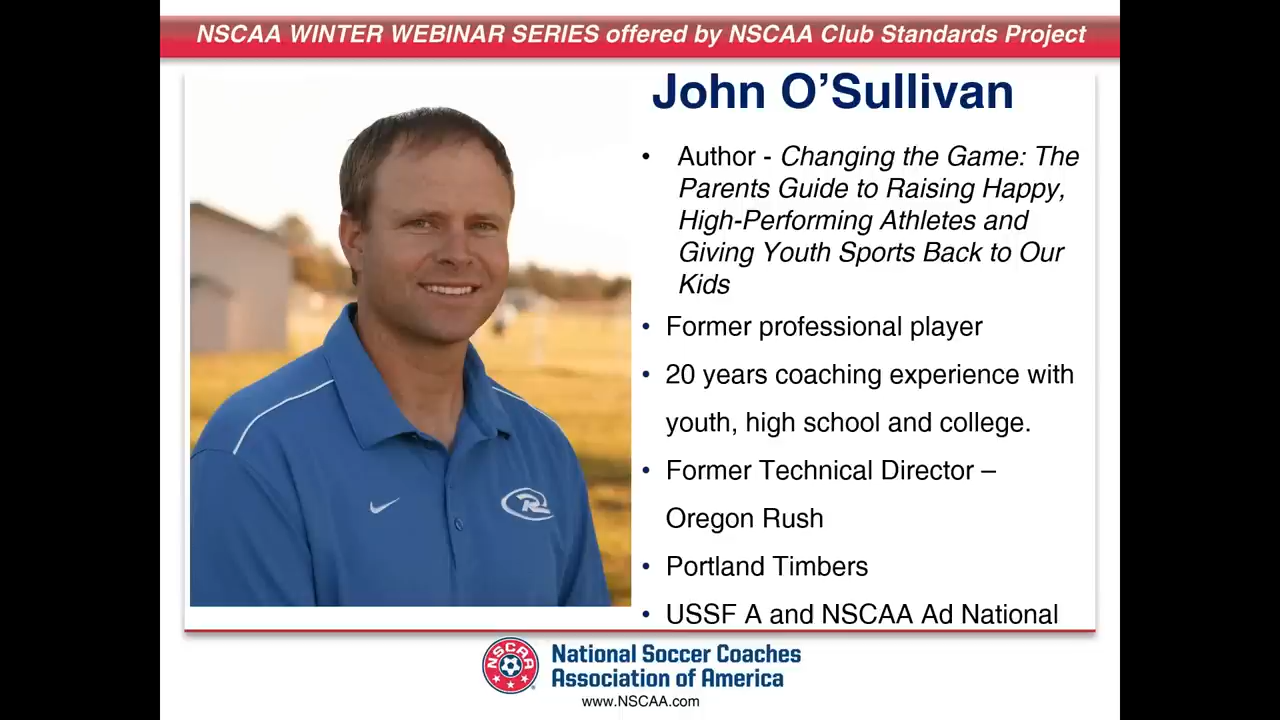 NSCAA WINTER WEBINAR SERIES offered by NSCAA Club Standards Project
John O’Sullivan
• Author - Changing the Game: The
Parents Guide to Raising Happy,
High-Performing Athletes and
Giving Youth Sports Back to Our
Kids
• Former professional player
• 20 years coaching experience with
youth, high school and college.
• Former Technical Director –
Oregon Rush
• Portland Timbers
• USSF A and NSCAA Ad National
R
NSCAA
National Soccer Coaches
Association of America
www.NSCAA.com